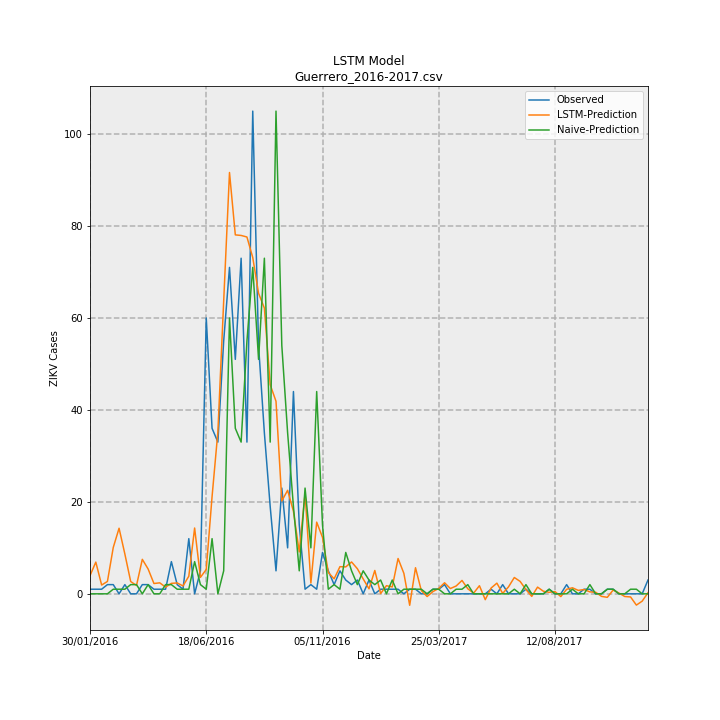 LSTM Model
Guerrero_2016-2017.csv
Observed
LSTM-Prediction
Naive-Prediction
100
80
60
40
20
0
ZIKV Cases
30/01/2016
18/06/2016
05/11/2016
25/03/2017
12/08/2017
Date